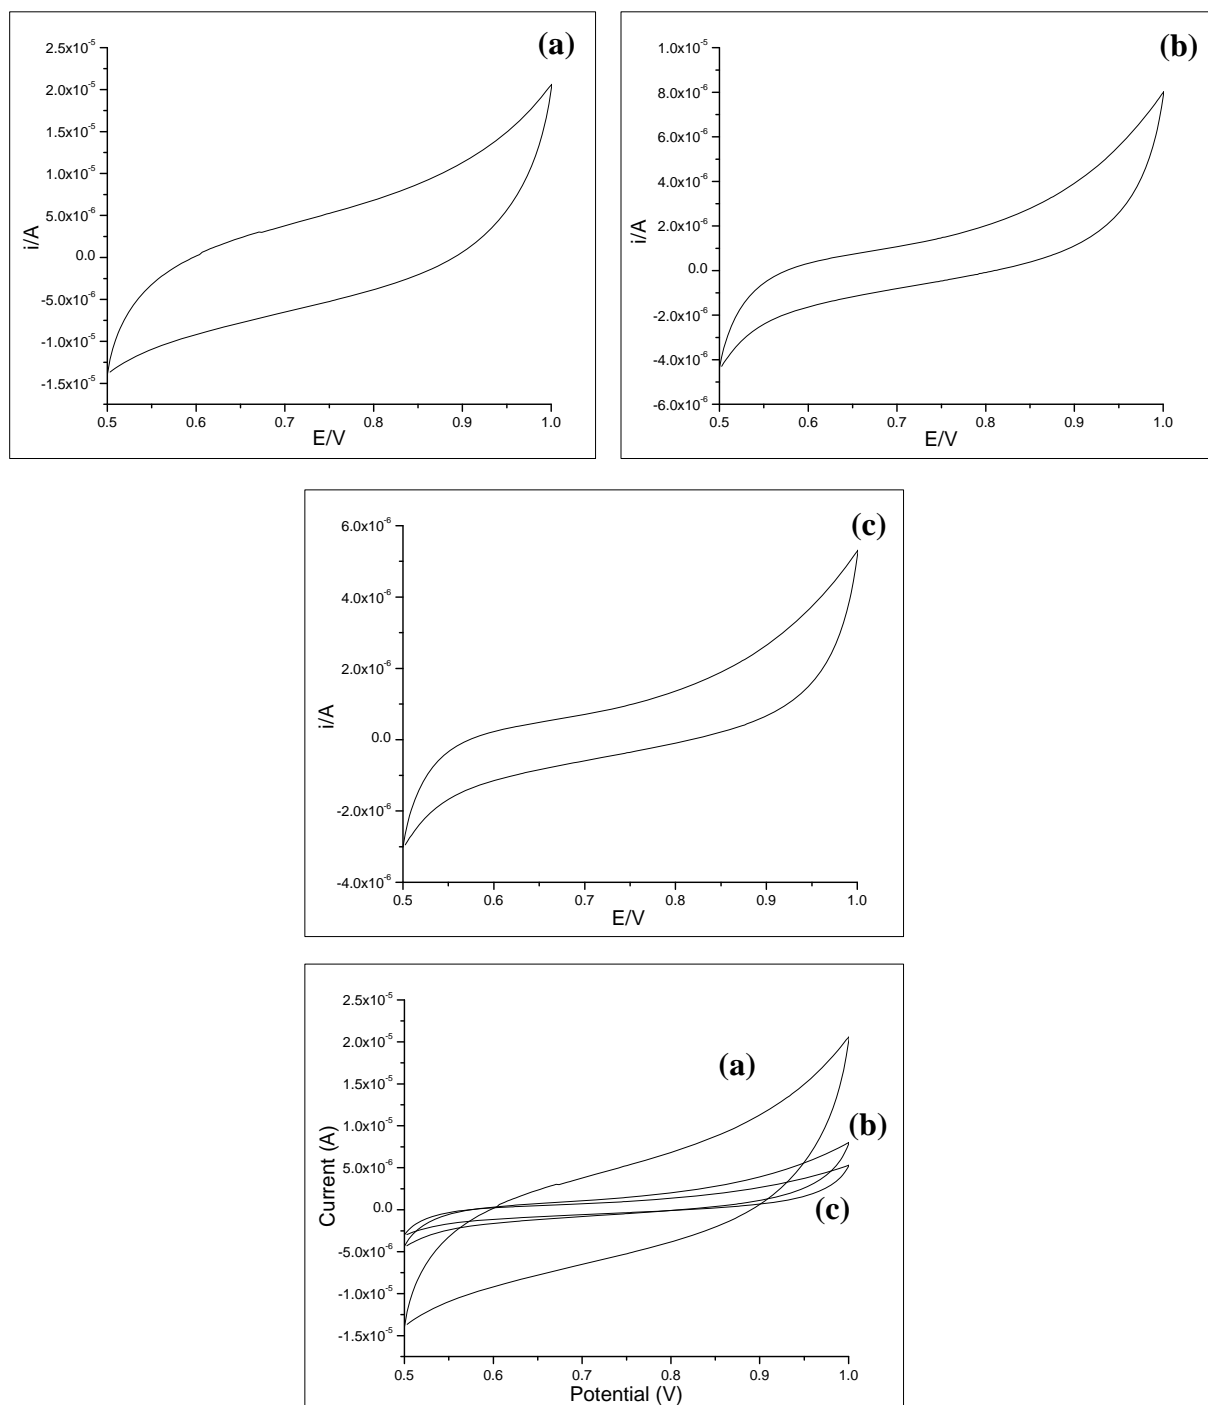 (a)
2.5x10⁻⁵
2.0x10⁻⁵
1.5x10⁻⁵
1.0x10⁻⁵
5.0x10⁻⁶
0.0
-5.0x10⁻⁶
-1.0x10⁻⁵
-1.5x10⁻⁵
i/A
0.5 0.6 0.7 0.8 0.9 1.0
E/V
(b)
1.0x10⁻⁵
8.0x10⁻⁶
6.0x10⁻⁶
4.0x10⁻⁶
2.0x10⁻⁶
0.0
-2.0x10⁻⁶
-4.0x10⁻⁶
-6.0x10⁻⁶
i/A
0.5 0.6 0.7 0.8 0.9 1.0
E/V
(c)
6.0x10⁻⁶
4.0x10⁻⁶
2.0x10⁻⁶
0.0
-2.0x10⁻⁶
-4.0x10⁻⁶
i/A
0.5 0.6 0.7 0.8 0.9 1.0
E/V
2.5x10⁻⁵
2.0x10⁻⁵
1.5x10⁻⁵
1.0x10⁻⁵
5.0x10⁻⁶
0.0
-5.0x10⁻⁶
-1.0x10⁻⁵
-1.5x10⁻⁵
Current (A)
(a)
(b)
(c)
0.5 0.6 0.7 0.8 0.9 1.0
Potential (V)